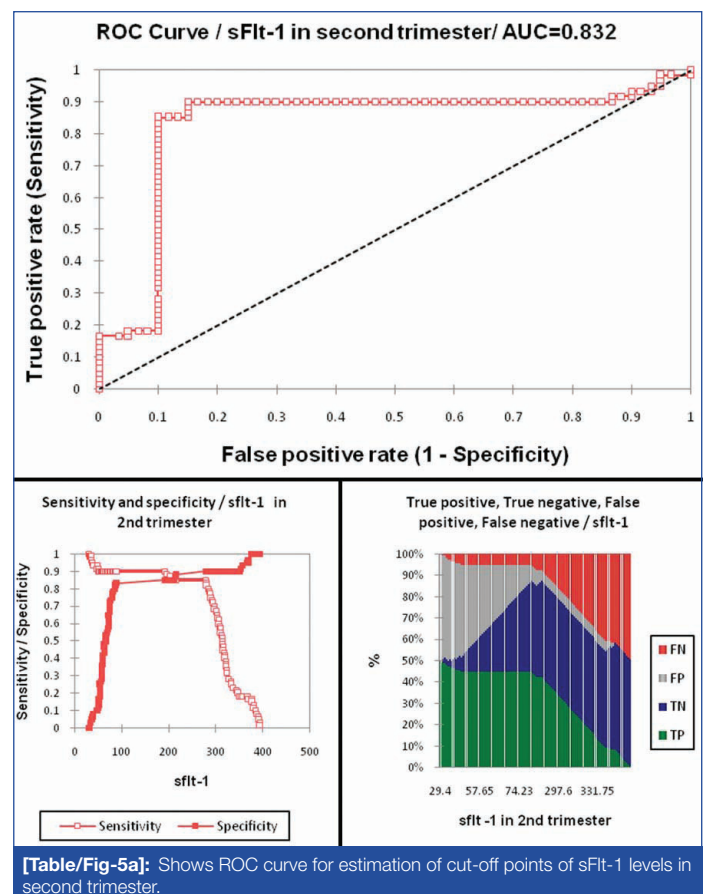 ROC Curve / sFlt-1 in second trimester/ AUC=0.832
True positive rate (Sensitivity)
1
0.9
0.8
0.7
0.6
0.5
0.4
0.3
0.2
0.1
0
0 0.1 0.2 0.3 0.4 0.5 0.6 0.7 0.8 0.9 1
False positive rate (1 - Specificity)
Sensitivity and specificity / sflt-1 in
2nd trimester
Sensitivity / Specificity
1
0.9
0.8
0.7
0.6
0.5
0.4
0.3
0.2
0.1
0
0 100 200 300 400 500
sflt-1
Sensitivity Specificity
True positive, True negative, False
positive, False negative / sflt-1
%
100%
90%
80%
70%
60%
50%
40%
30%
20%
10%
0%
29.4 57.65 74.23 297.6 331.75
sflt -1 in 2nd trimester
FN
FP
TN
TP
[Table/Fig-5a]: Shows ROC curve for estimation of cut-off points of sFlt-1 levels in
second trimester.